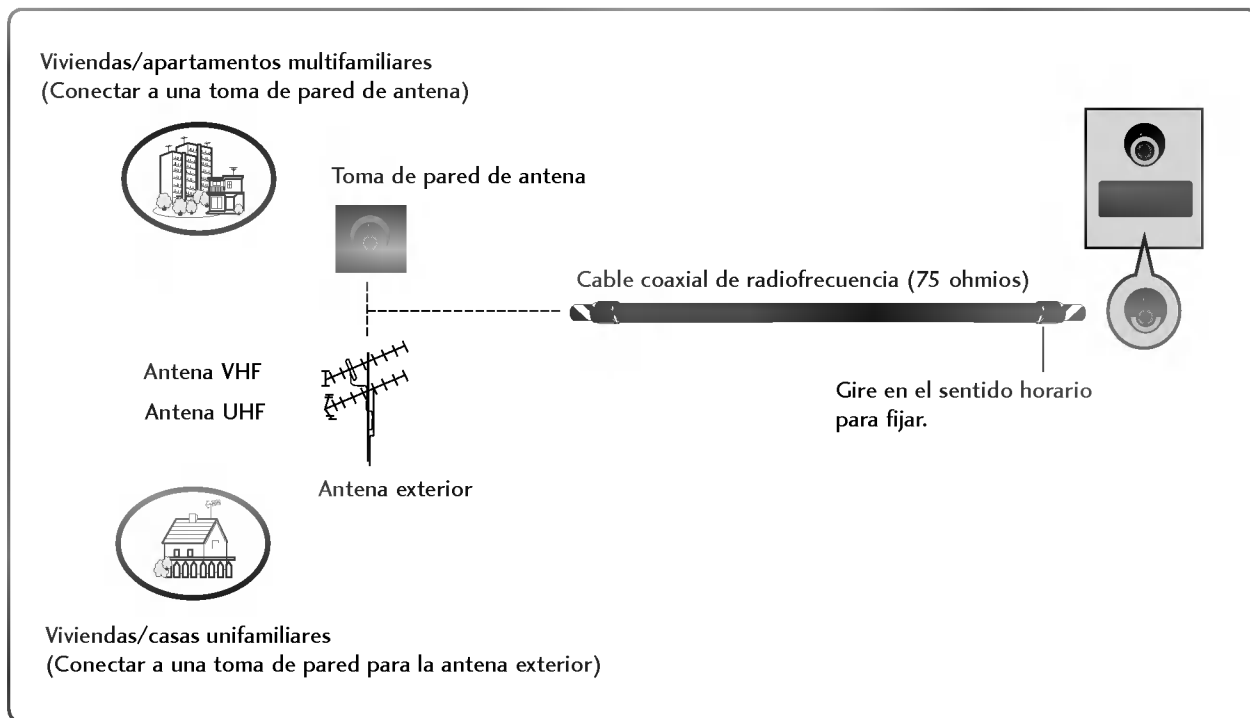 Viviendas/apartamentos multifamiliares
(Conectar a una toma de pared de antena)
Toma de pared de antena
Cable coaxial de radiofrecuencia (75 ohmios)
Antena VHF
Antena UHF
Gire en el sentido horario
para fijar.
Antena exterior
Viviendas/casas unifamiliares
(Conectar a una toma de pared para la antena exterior)